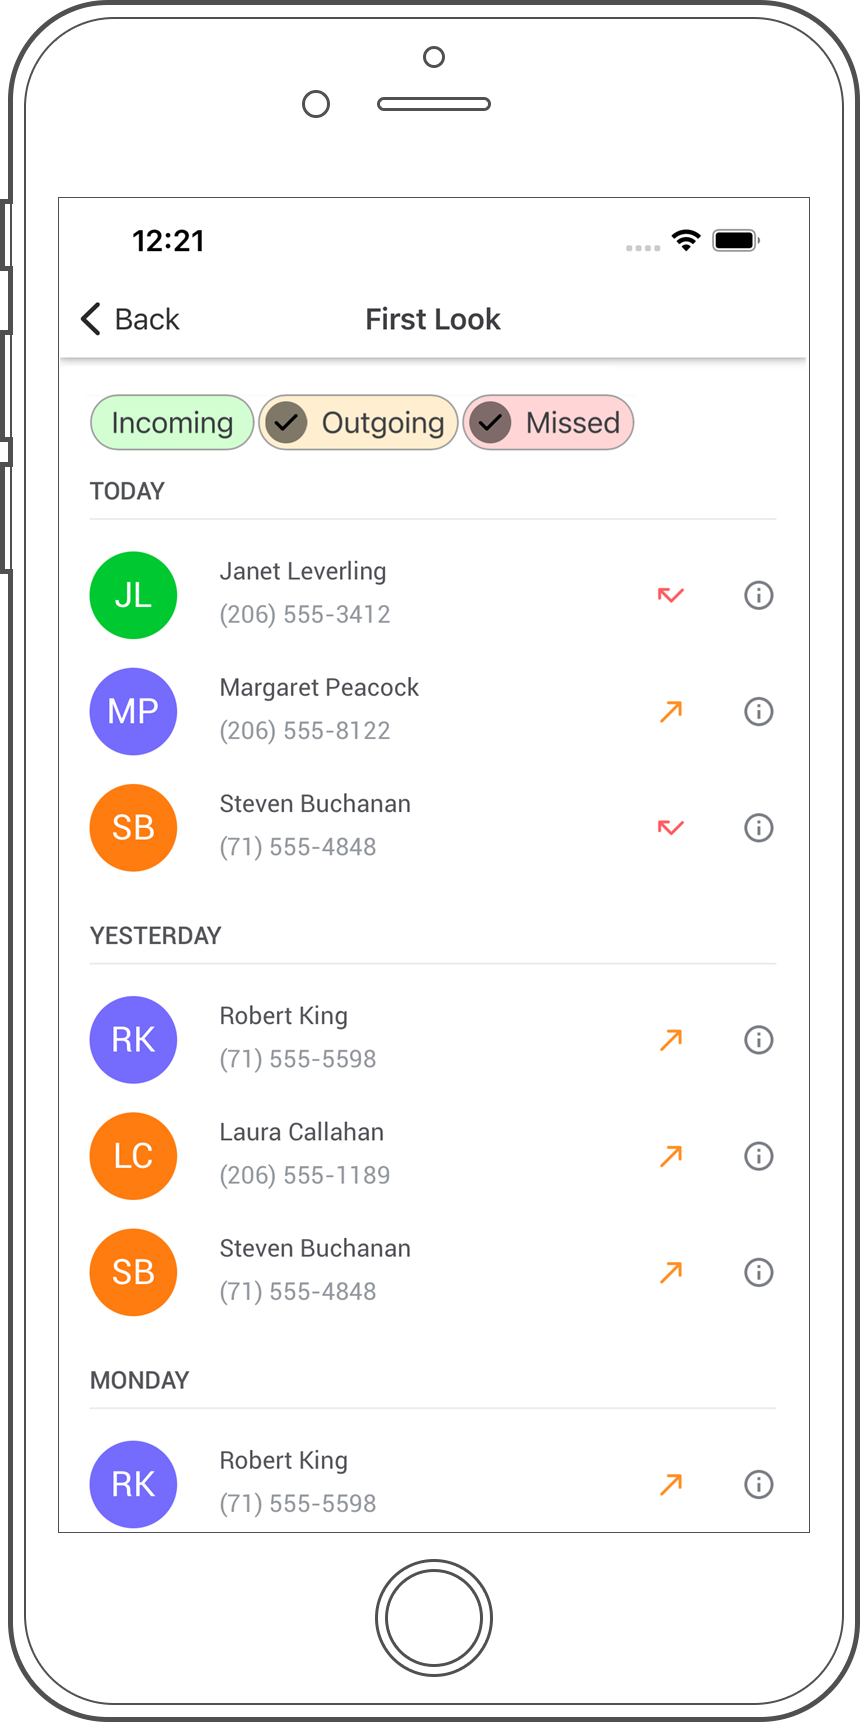 12:21
Back First Look
Incoming Outgoing Missed
TODAY
JL Janet Leverling
(206) 555-3412
MP Margaret Peacock
(206) 555-8122
SB Steven Buchanan
(71) 555-4848
YESTERDAY
RK Robert King
(71) 555-5598
LC Laura Callahan
(206) 555-1189
SB Steven Buchanan
(71) 555-4848
MONDAY
RK Robert King
(71) 555-5598